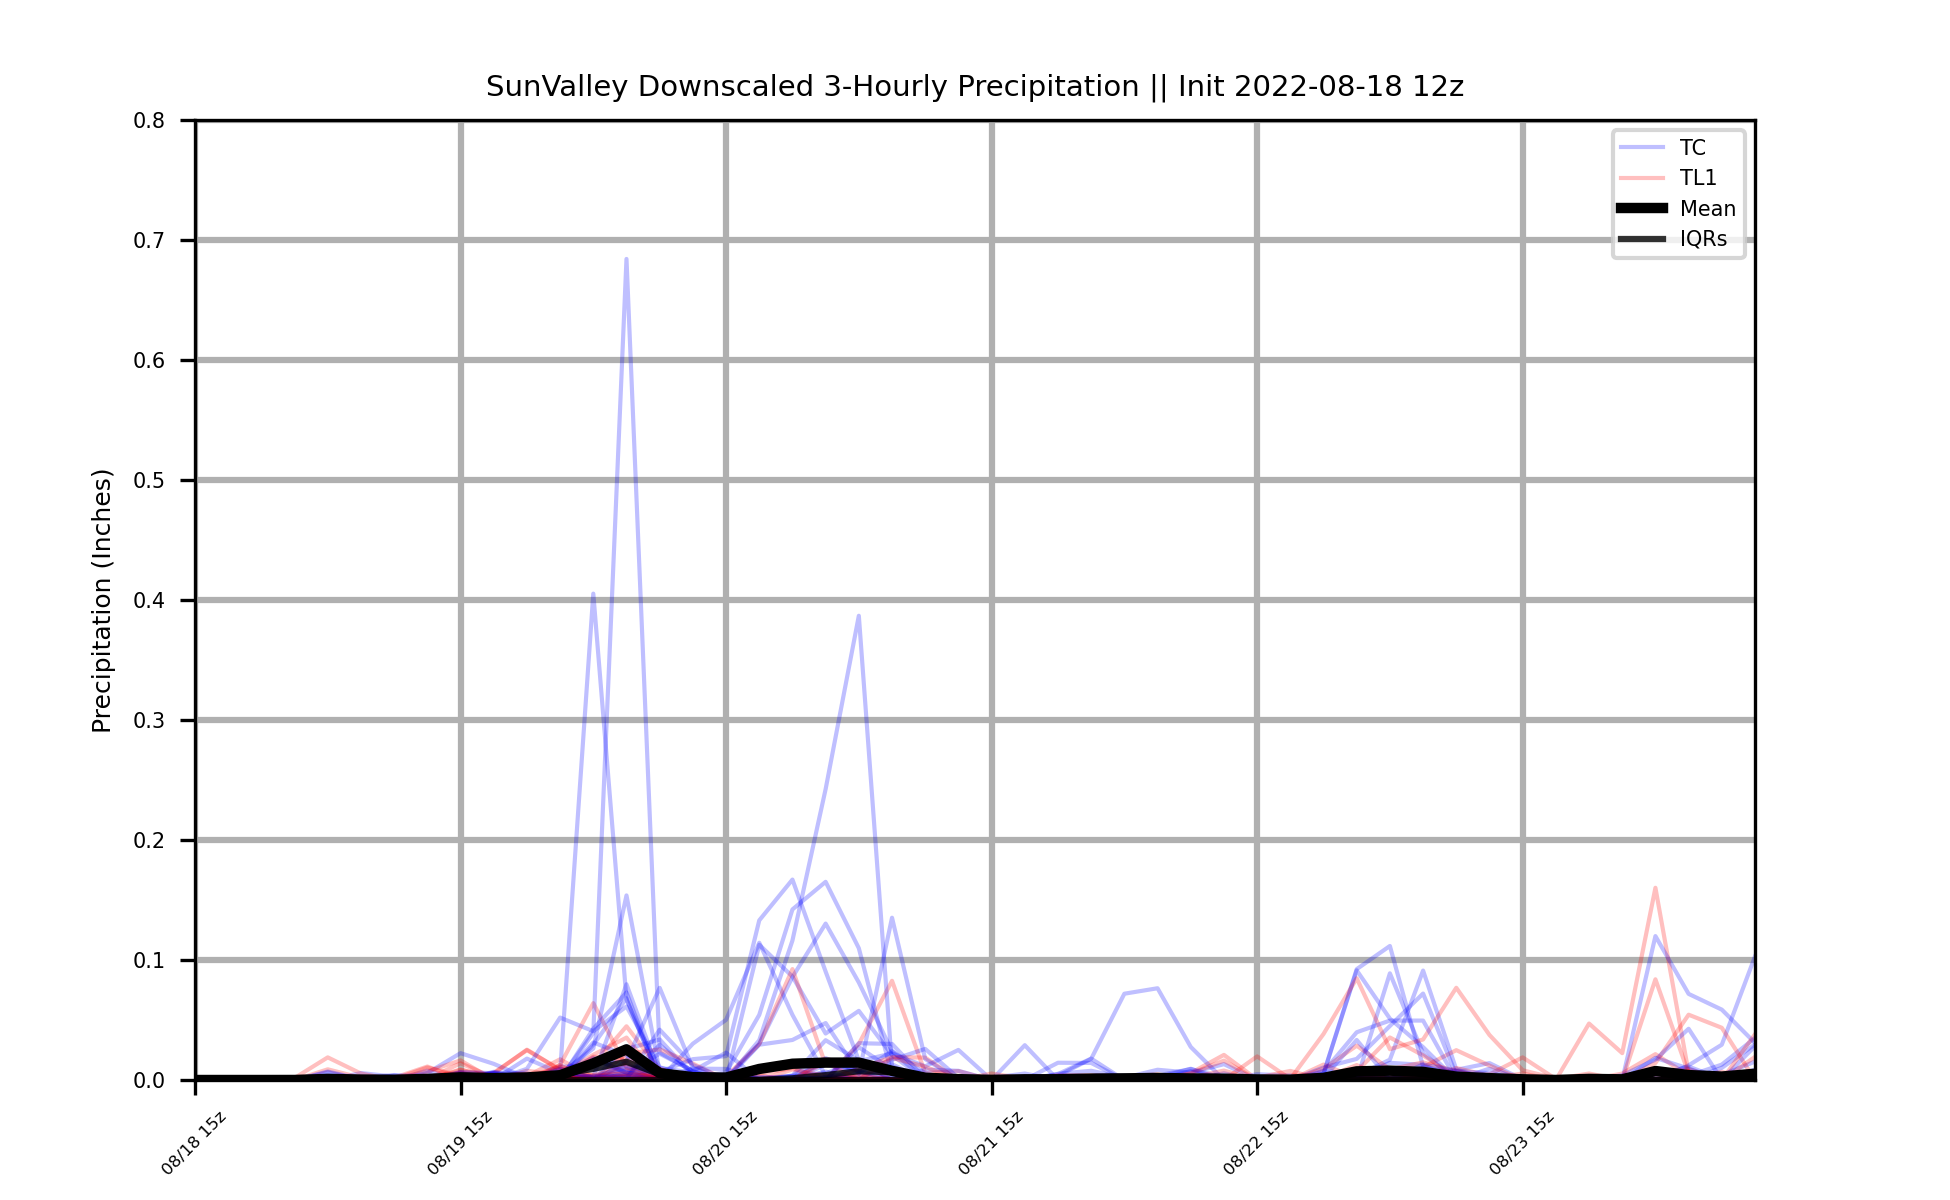 SunValley Downscaled 3-Hourly Precipitation || Init 2022-08-18 12z
0.8
0.7
0.6
0.5
0.4
0.3
0.2
0.1
0.0
Precipitation (Inches)
TC
TL1
Mean
IQRs
08/18 15z
08/19 15z
08/20 15z
08/21 15z
08/22 15z
08/23 15z